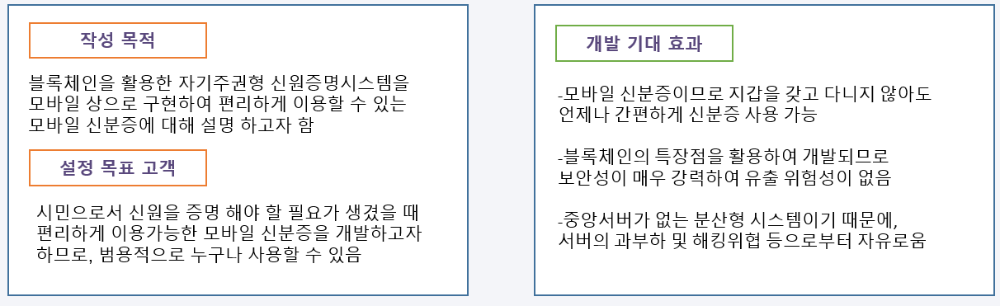 작성 목적
블록체인을 활용한 자기주권형 신원증명시스템을
모바일 상으로 구현하여 편리하게 이용할 수 있는
모바일 신분증에 대해 설명 하고자 함
설정 목표 고객
시민으로서 신원을 증명 해야 할 필요가 생겼을 때
편리하게 이용가능한 모바일 신분증을 개발하고자
하므로, 범용적으로 누구나 사용할 수 있음
개발 기대 효과
-모바일 신분증이므로 지갑을 갖고 다니지 않아도
언제나 간편하게 신분증 사용 가능
-블록체인의 특장점을 활용하여 개발되므로
보안성이 매우 강력하여 유출 위험성이 없음
-중앙서버가 없는 분산형 시스템이기 때문에,
서버의 과부하 및 해킹위협 등으로부터 자유로움